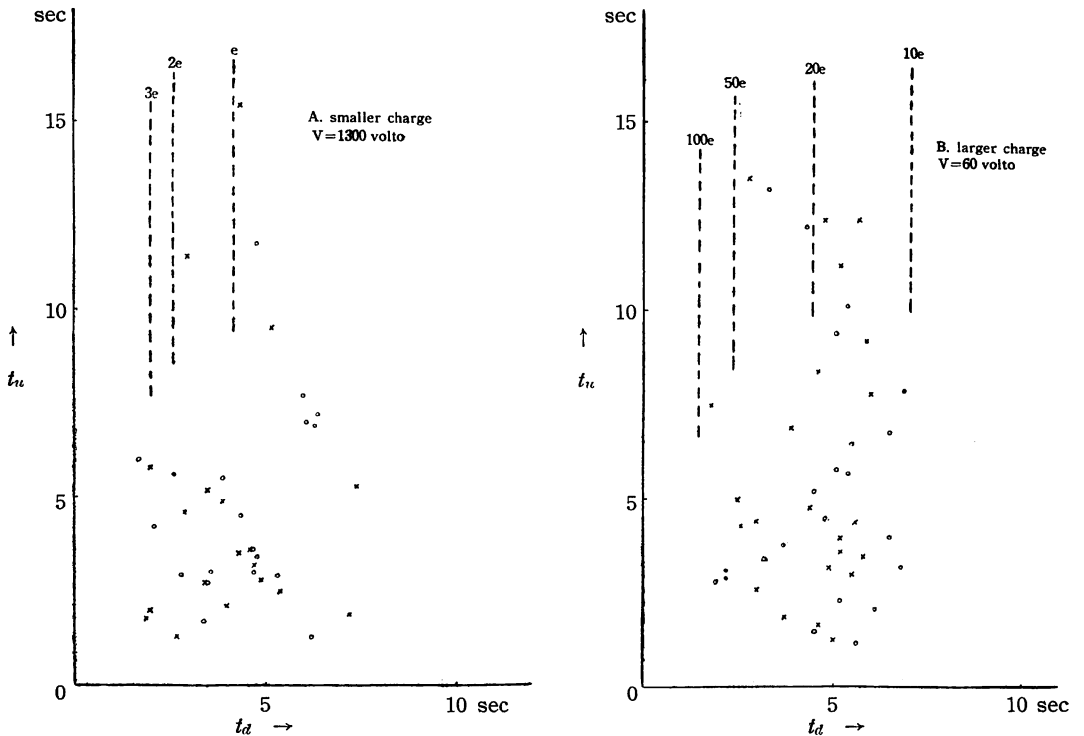 sec
15
10
5
0
↑
tu
3e
2e
e
A. smaller charge
V=1300 volto
5
10 sec
td →
sec
15
10
5
0
↑
tu
100e
50e
20e
10e
B. larger charge
V=60 volto
5
10 sec
td →